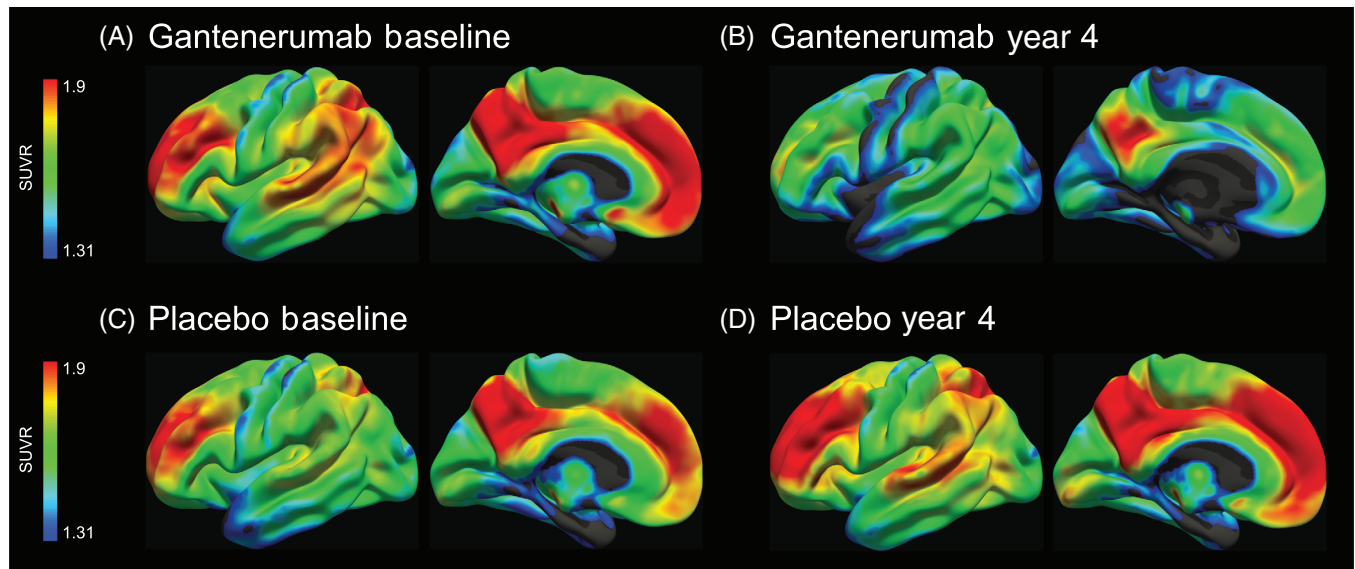 (A) Gantenerumab baseline
(B) Gantenerumab year 4
1.9
SUVR
1.31
(C) Placebo baseline
(D) Placebo year 4
1.9
SUVR
1.31